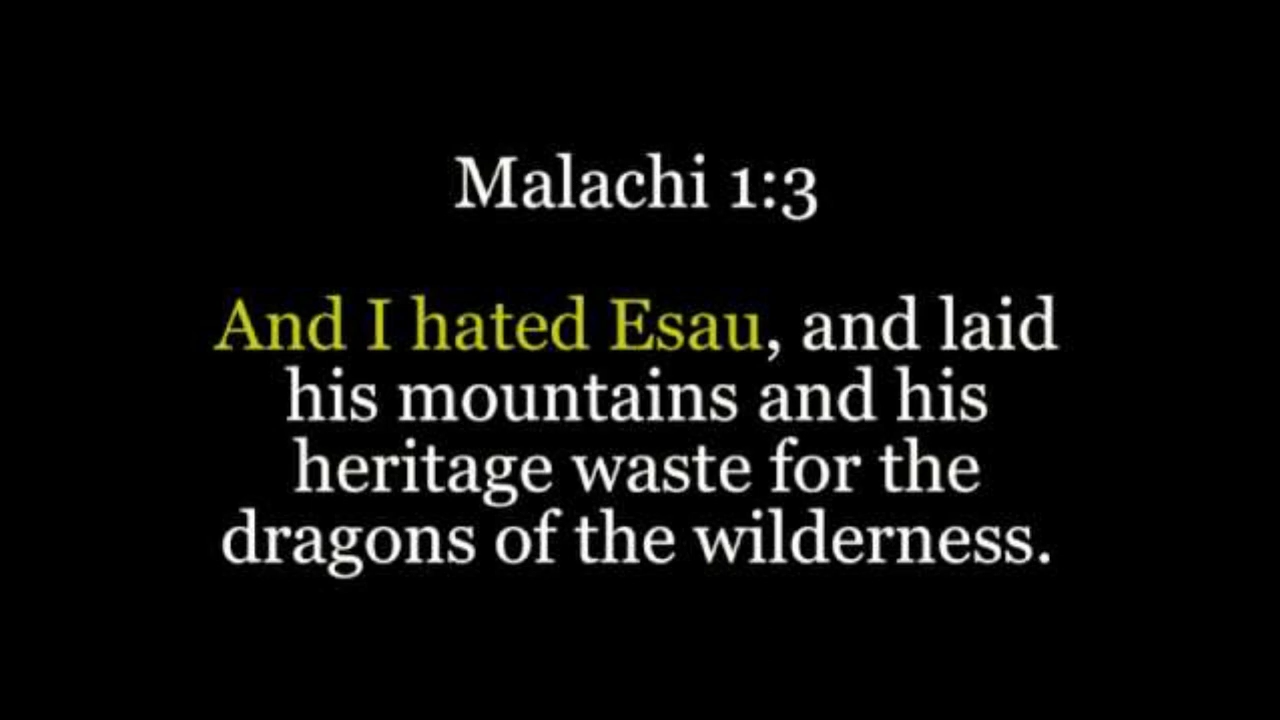 Malachi 1:3
And I hated Esau, and laid
his mountains and his
heritage waste for the
dragons of the wilderness.